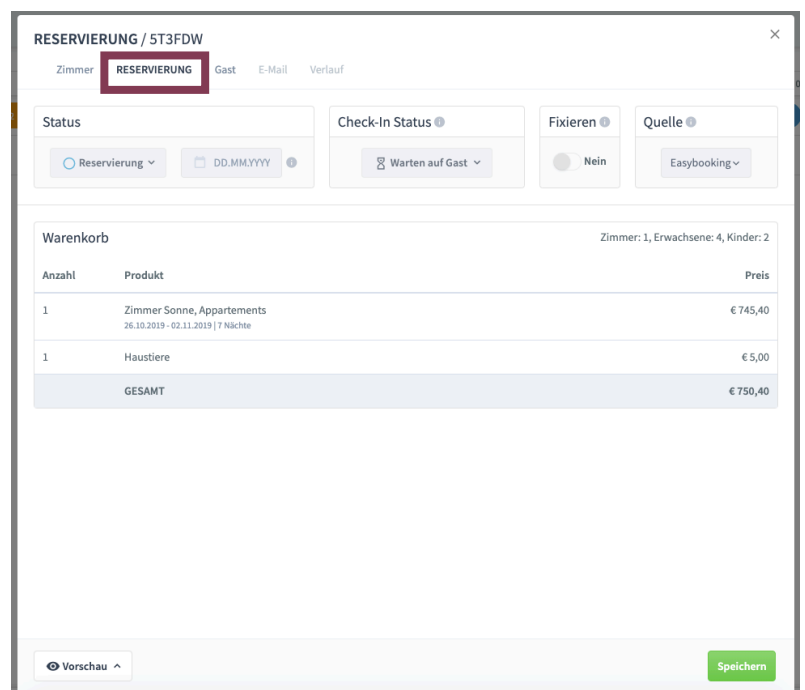 RESERVIERUNG / 5T3FDW
Zimmer RESERVIERUNG Gast E-Mail Verlauf
Status
Reservierung DD.MM.YYYY
Check-In Status
Warten auf Gast
Fixieren
Nein
Quelle
Easybooking
Warenkorb Zimmer: 1, Erwachsene: 4, Kinder: 2
Anzahl Produkt Preis
1 Zimmer Sonne, Appartements € 745,40
26.10.2019 - 02.11.2019 | 7 Nächte
1 Haustiere € 5,00
GESAMT € 750,40
Vorschau Speichern